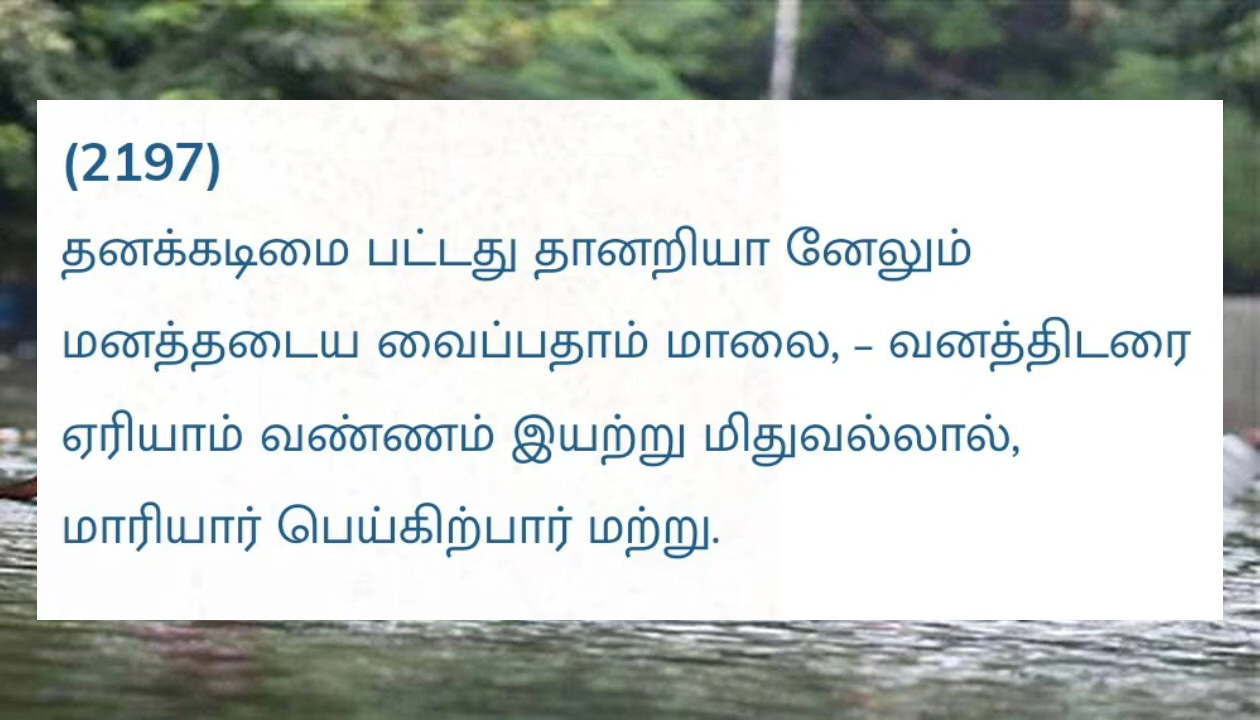 (2197)
தனக்கடிமை பட்டது தானறியா னேலும்
மனத்தடைய வைப்பதாம் மாலை, – வனத்திடரை
ஏரியாம் வண்ணம் இயற்று மிதுவல்லால்,
மாரியார் பெய்கிற்பார் மற்று.